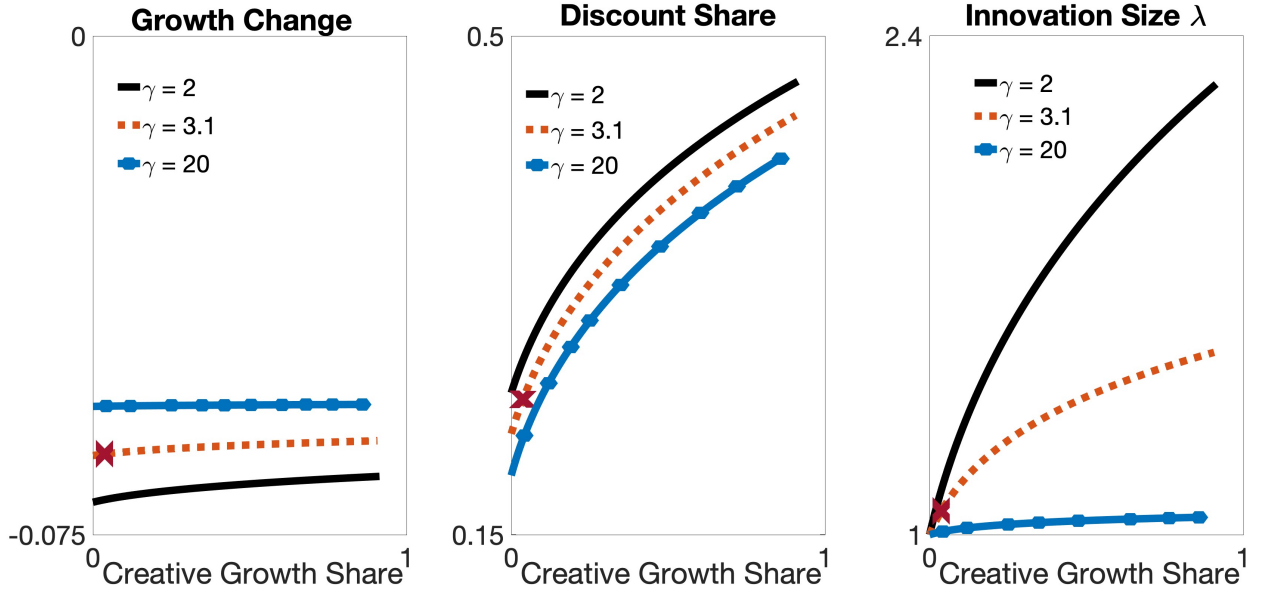 Growth Change
0
γ = 2
γ = 3.1
γ = 20
-0.075
0
1
Creative Growth Share
Discount Share
0.5
γ = 2
γ = 3.1
γ = 20
0.15
0
1
Creative Growth Share
Innovation Size λ
2.4
γ = 2
γ = 3.1
γ = 20
1
0
1
Creative Growth Share